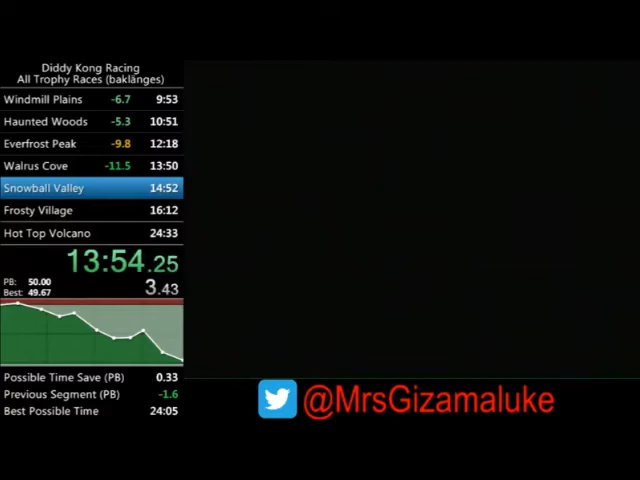 Diddy Kong Racing
All Trophy Races (baklänges)
Windmill Plains -6.7 9:53
Haunted Woods -5.3 10:51
Everfrost Peak -9.8 12:18
Walrus Cove -11.5 13:50
Snowball Valley 14:52
Frosty Village 16:12
Hot Top Volcano 24:33
13:54.25
PB: 50.00
Best: 49.67
3.43
Possible Time Save (PB) 0.33
Previous Segment (PB) -1.6
Best Possible Time 24:05
@MrsGizamaluke